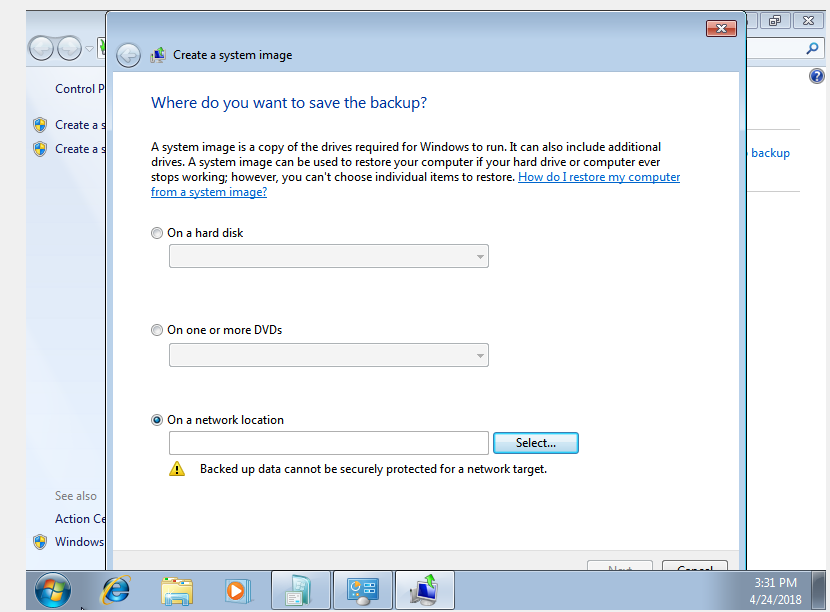 Create a system image
Control P
Create a s
Create a s
Where do you want to save the backup?
A system image is a copy of the drives required for Windows to run. It can also include additional
drives. A system image can be used to restore your computer if your hard drive or computer ever
stops working; however, you can't choose individual items to restore. How do I restore my computer
from a system image?
backup
On a hard disk
On one or more DVDs
On a network location
Select...
Backed up data cannot be securely protected for a network target.
See also
Action Ce
Windows
Next
Cancel
3:31 PM
4/24/2018